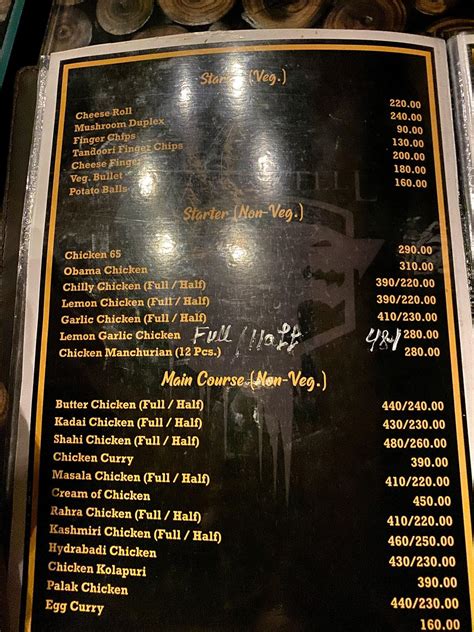 Starter (Veg.)
Cheese Roll 220.00
Mushroom Duplex 240.00
Finger Chips 90.00
Tandoori Finger Chips 130.00
Cheese Finger 200.00
Veg. Bullet 180.00
Potato Balls 160.00
Starter (Non-Veg.)
Chicken 65 290.00
Obama Chicken 310.00
Chilly Chicken (Full / Half) 390/220.00
Lemon Chicken (Full / Half) 390/220.00
Garlic Chicken (Full / Half) 410/230.00
Lemon Garlic Chicken Full/Half 280.00
Chicken Manchurian (12 Pcs.) 280.00
Main Course (Non-Veg.)
Butter Chicken (Full / Half) 440/240.00
Kadai Chicken (Full / Half) 430/230.00
Shahi Chicken (Full / Half) 480/260.00
Chicken Curry 390.00
Masala Chicken (Full / Half) 410/220.00
Cream of Chicken 450.00
Rahra Chicken (Full / Half) 410/220.00
Kashmiri Chicken (Full / Half) 460/250.00
Hydrabadi Chicken 430/230.00
Chicken Kolapuri 390.00
Palak Chicken 440/230.00
Egg Curry 160.00